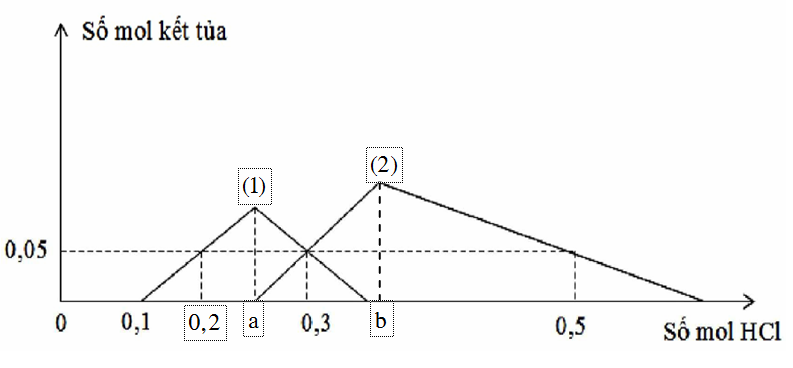 Số mol kết tủa
(1)
(2)
0,05
0
0,1
0,2
a
0,3
b
0,5
Số mol HCl